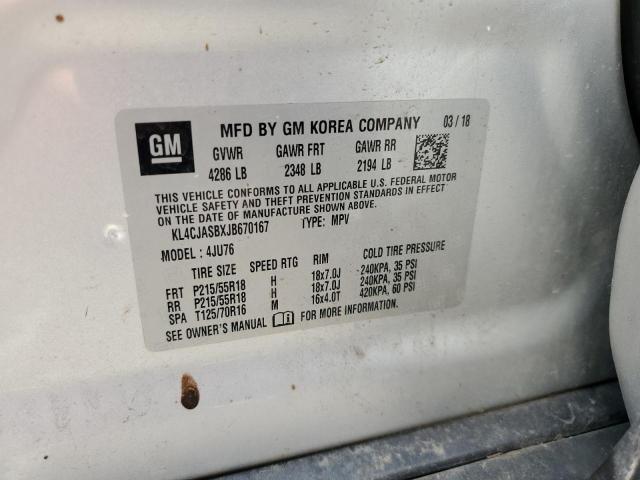 GM
MFD BY GM KOREA COMPANY 03/18
GVWR GAWR FRT GAWR RR
4286 LB 2348 LB 2194 LB
THIS VEHICLE CONFORMS TO ALL APPLICABLE U.S. FEDERAL MOTOR
VEHICLE SAFETY AND THEFT PREVENTION STANDARDS IN EFFECT ON
THE DATE OF MANUFACTURE SHOWN ABOVE.
KL4CJASBXJB670167 TYPE: MPV
MODEL: 4JU76
TIRE SIZE SPEED RTG RIM COLD TIRE PRESSURE
FRT P215/55R18 H 18x7.0J 240KPA, 35 PSI
RR P215/55R18 H 18x7.0J 240KPA, 35 PSI
SPA T125/70R16 M 16x4.0T 420KPA, 60 PSI
SEE OWNER'S MANUAL FOR MORE INFORMATION.